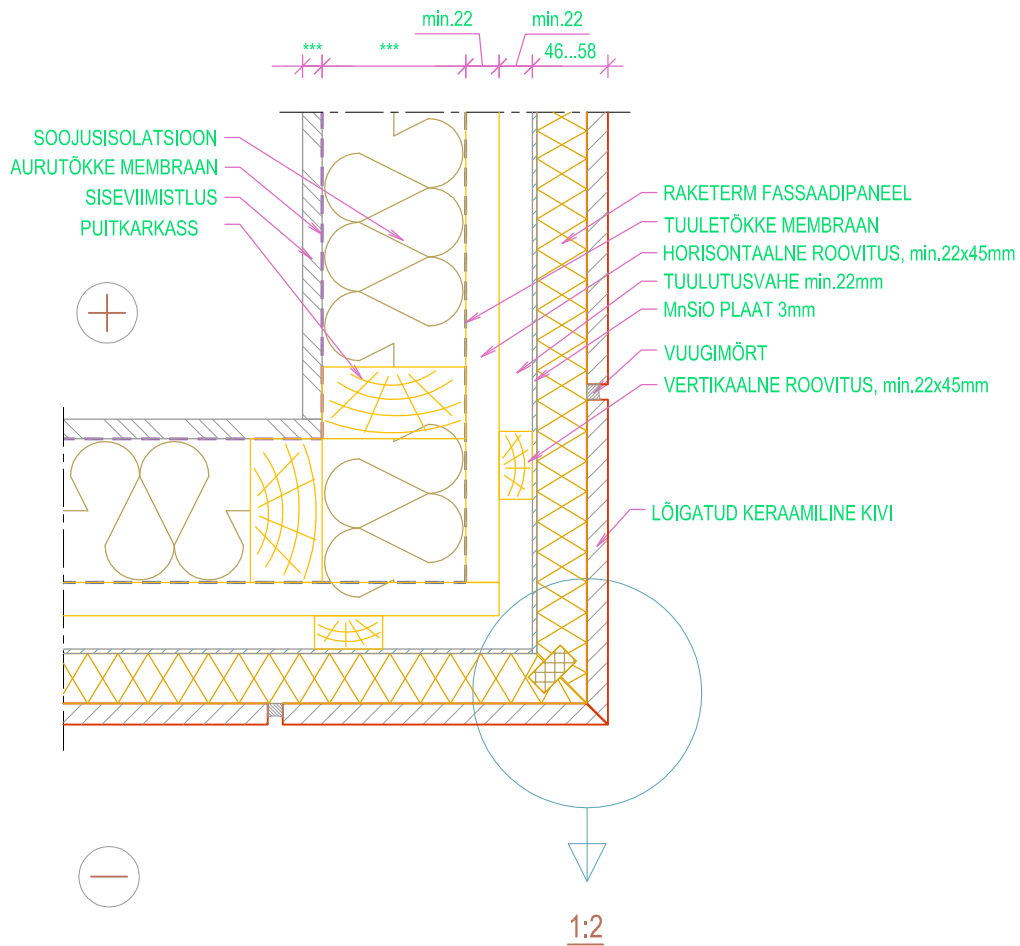 min.22
min.22
***
***
46...58
SOOJUSISOLATSIOON
AURUTÕKKE MEMBRAAN
SISEVIIMISTLUS
PUITKARKASS
RAKETERM FASSAADIPANEEL
TUULETÕKKE MEMBRAAN
HORISONTAALNE ROOVITUS, min.22x45mm
TUULUTUSVAHE min.22mm
MnSiO PLAAT 3mm
VUUGIMÖRT
VERTIKAALNE ROOVITUS, min.22x45mm
LÕIGATUD KERAAMILINE KIVI
1:2